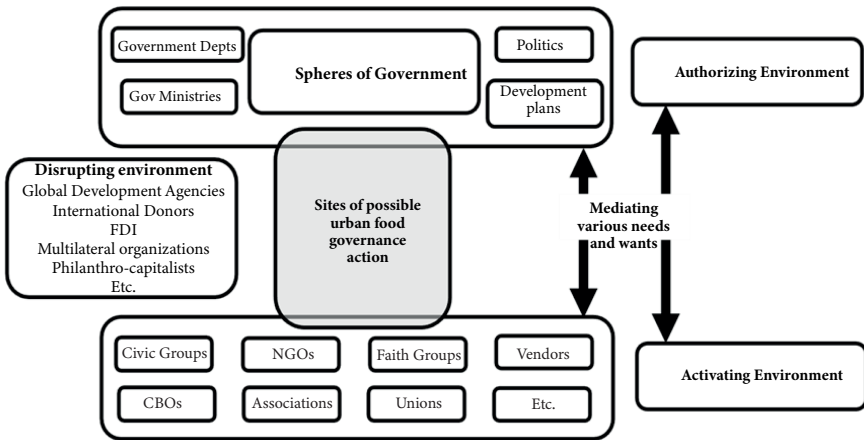 Government Depts
Gov Ministries
Spheres of Government
Politics
Development
plans
Authorizing Environment
Disrupting environment
Global Development Agencies
International Donors
FDI
Multilateral organizations
Philanthro-capitalists
Etc.
Sites of possible
urban food
governance
action
Mediating
various needs
and wants
Civic Groups
NGOs
Faith Groups
Vendors
CBOs
Associations
Unions
Etc.
Activating Environment